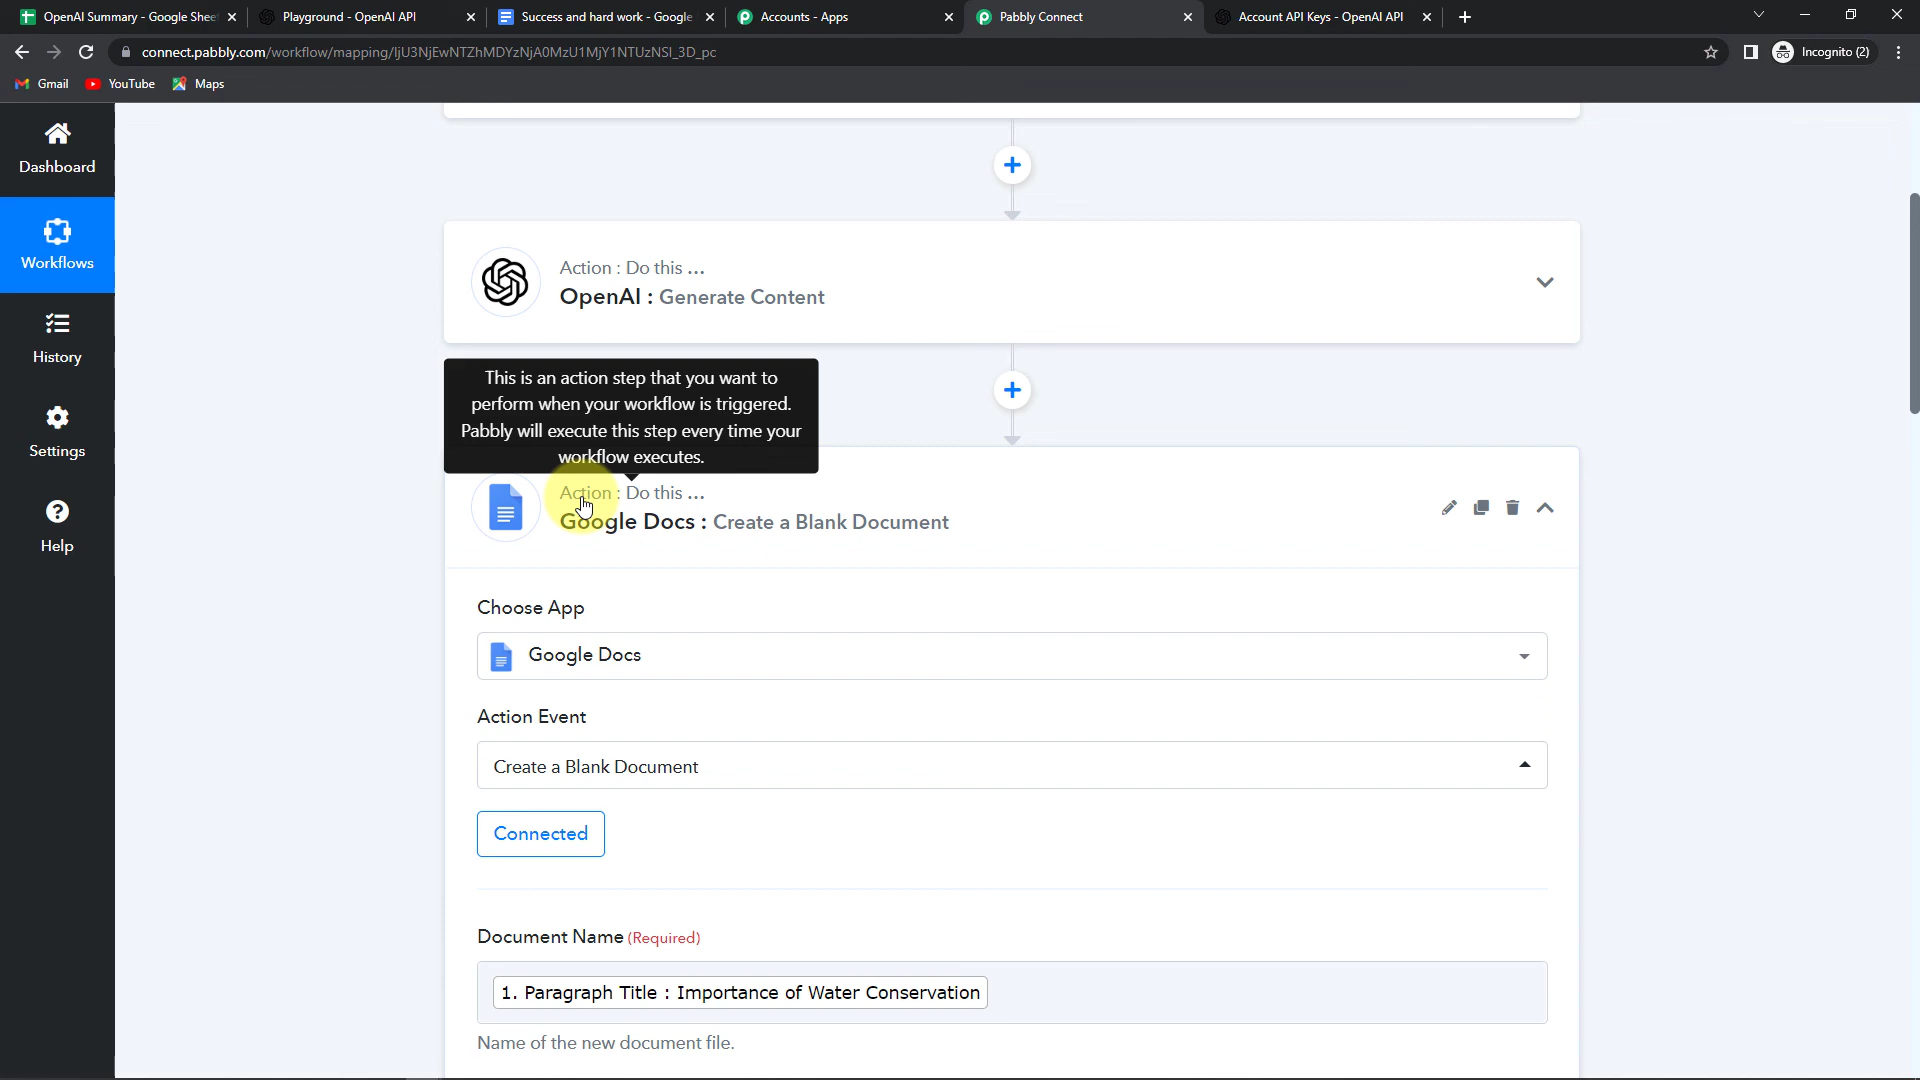 OpenAI Summary - Google Shee
Playground - OpenAI API
Success and hard work - Google
Accounts - Apps
Pabbly Connect
Account API Keys - OpenAI API
connect.pabbly.com/workflow/mapping/IjU3NjEwNTZhMDYzNjA0MzU1MjY1NTUzNSI_3D_pc
Incognito (2)
Gmail
YouTube
Maps
Dashboard
Workflows
History
Settings
Help
Action : Do this ...
OpenAI : Generate Content
This is an action step that you want to
perform when your workflow is triggered.
Pabbly will execute this step every time your
workflow executes.
Action : Do this ...
Google Docs : Create a Blank Document
Choose App
Google Docs
Action Event
Create a Blank Document
Connected
Document Name (Required)
1. Paragraph Title : Importance of Water Conservation
Name of the new document file.